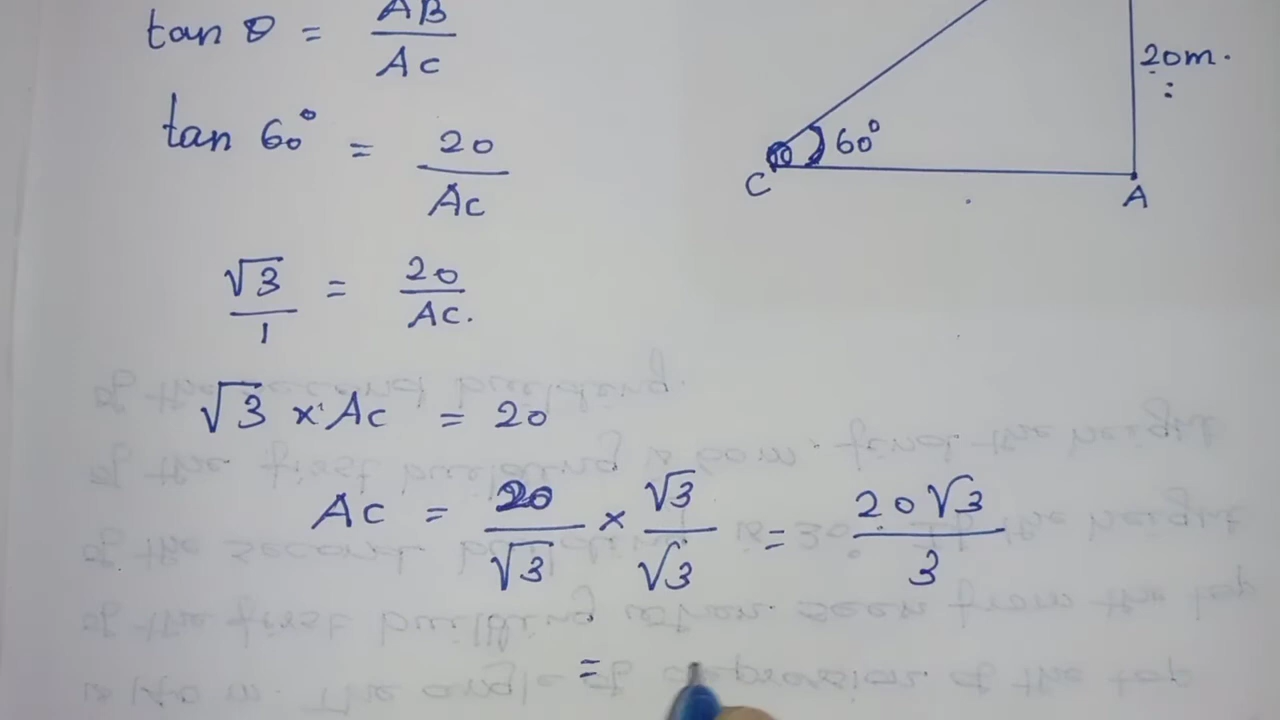 tan θ = AB/AC
20m.
tan 60° = 20/AC
60°
C
A
√3/1 = 20/AC.
√3 × AC = 20
AC = 20/√3 × √3/√3 = 20√3/3
=